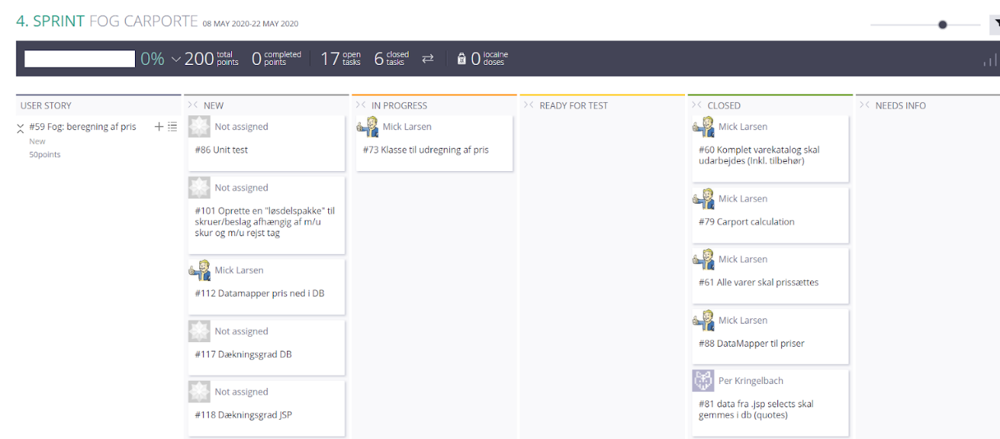 4. SPRINT FOG CARPORTE 08 MAY 2020-22 MAY 2020
0% 200 total points 0 completed points 17 open tasks 6 closed tasks 0 iocaine doses
USER STORY
#59 Fog: beregning af pris
New
50points
NEW
Not assigned
#86 Unit test
Not assigned
#101 Oprette en "løsdelspakke" til
skruer/beslag afhængig af m/u
skur og m/u rejst tag
Mick Larsen
#112 Datamapper pris ned i DB
Not assigned
#117 Dækningsgrad DB
Not assigned
#118 Dækningsgrad JSP
IN PROGRESS
Mick Larsen
#73 Klasse til udregning af pris
READY FOR TEST
CLOSED
Mick Larsen
#60 Komplet varekatalog skal
udarbejdes (Inkl. tilbehør)
Mick Larsen
#79 Carport calculation
Mick Larsen
#61 Alle varer skal prissættes
Mick Larsen
#88 DataMapper til priser
Per Kringelbach
#81 data fra .jsp selects skal
gemmes i db (quotes)
NEEDS INFO